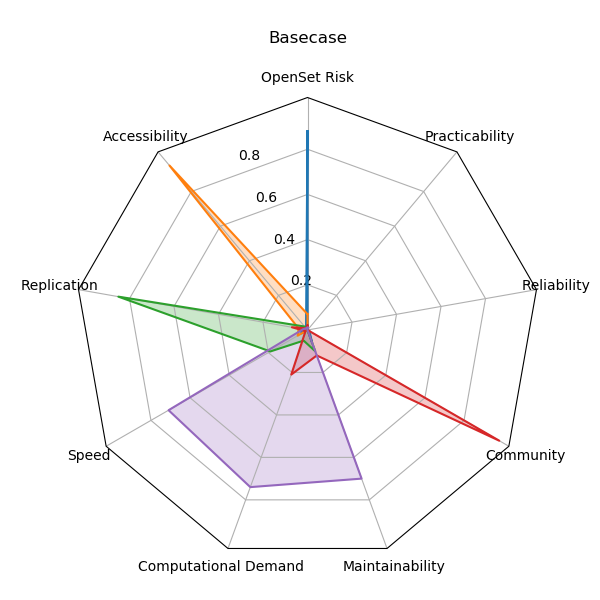 Basecase
OpenSet Risk
Accessibility
Practicability
0.8
0.6
0.4
0.2
Replication
Reliability
Speed
Community
Computational Demand
Maintainability